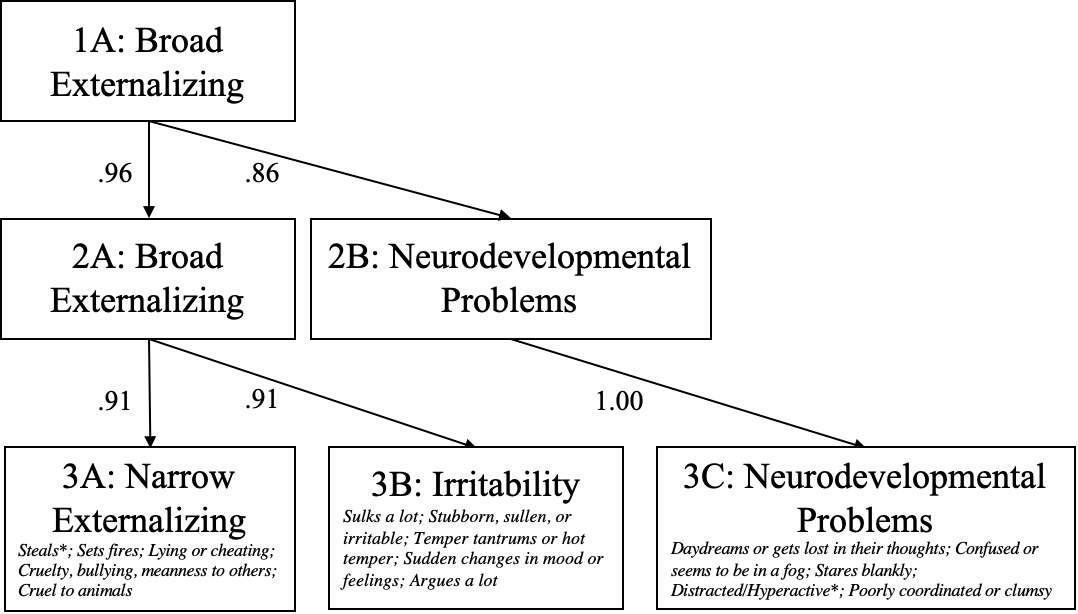 1A: Broad
Externalizing
.96
.86
2A: Broad
Externalizing
2B: Neurodevelopmental
Problems
.91
.91
1.00
3A: Narrow
Externalizing
Steals*; Sets fires; Lying or cheating;
Cruelty, bullying, meanness to others;
Cruel to animals
3B: Irritability
Sulks a lot; Stubborn, sullen, or
irritable; Temper tantrums or hot
temper; Sudden changes in mood or
feelings; Argues a lot
3C: Neurodevelopmental
Problems
Daydreams or gets lost in their thoughts; Confused or
seems to be in a fog; Stares blankly;
Distracted/Hyperactive*; Poorly coordinated or clumsy